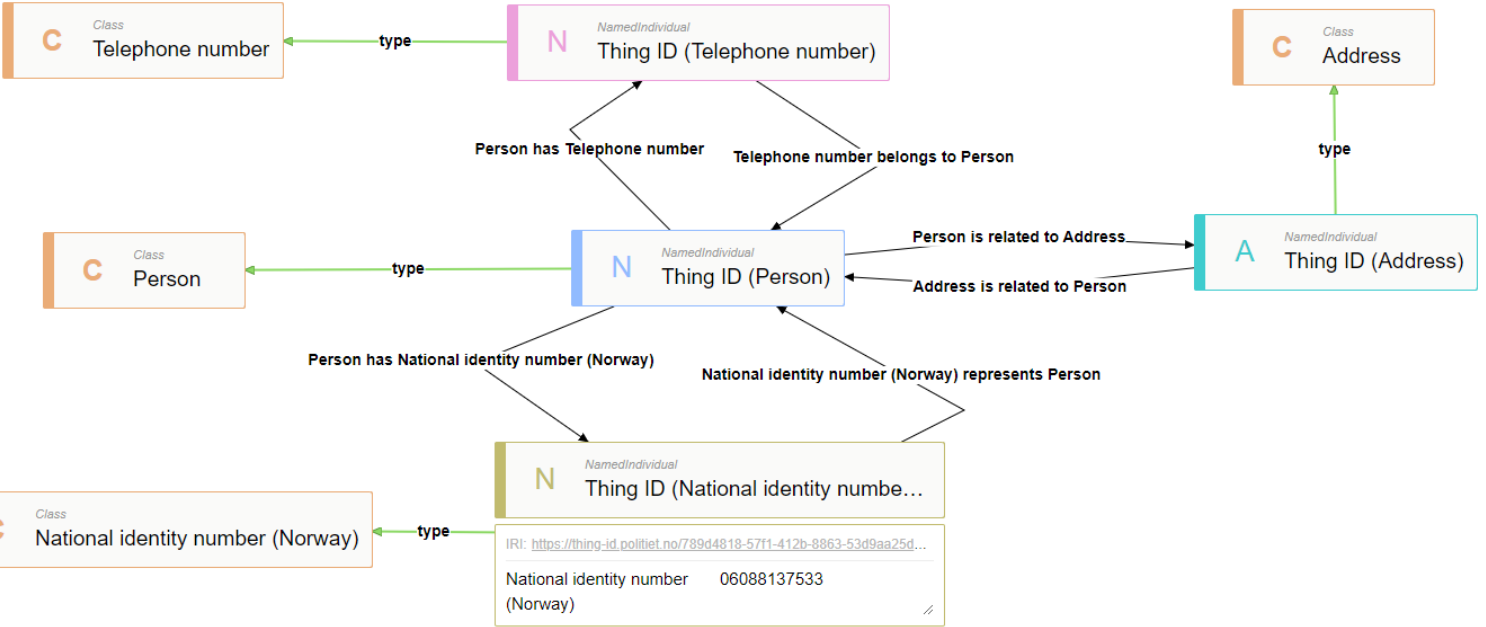 Class
C Telephone number
type
NamedIndividual
N Thing ID (Telephone number)
Class
C Address
Person has Telephone number
Telephone number belongs to Person
type
Class
C Person
type
NamedIndividual
N Thing ID (Person)
Person is related to Address
Address is related to Person
NamedIndividual
A Thing ID (Address)
Person has National identity number (Norway)
National identity number (Norway) represents Person
NamedIndividual
N Thing ID (National identity numbe…
Class
C National identity number (Norway)
type
IRI: https://thing-id.politiet.no/789d4818-57f1-412b-8863-53d9aa25d...
National identity number 06088137533
(Norway)